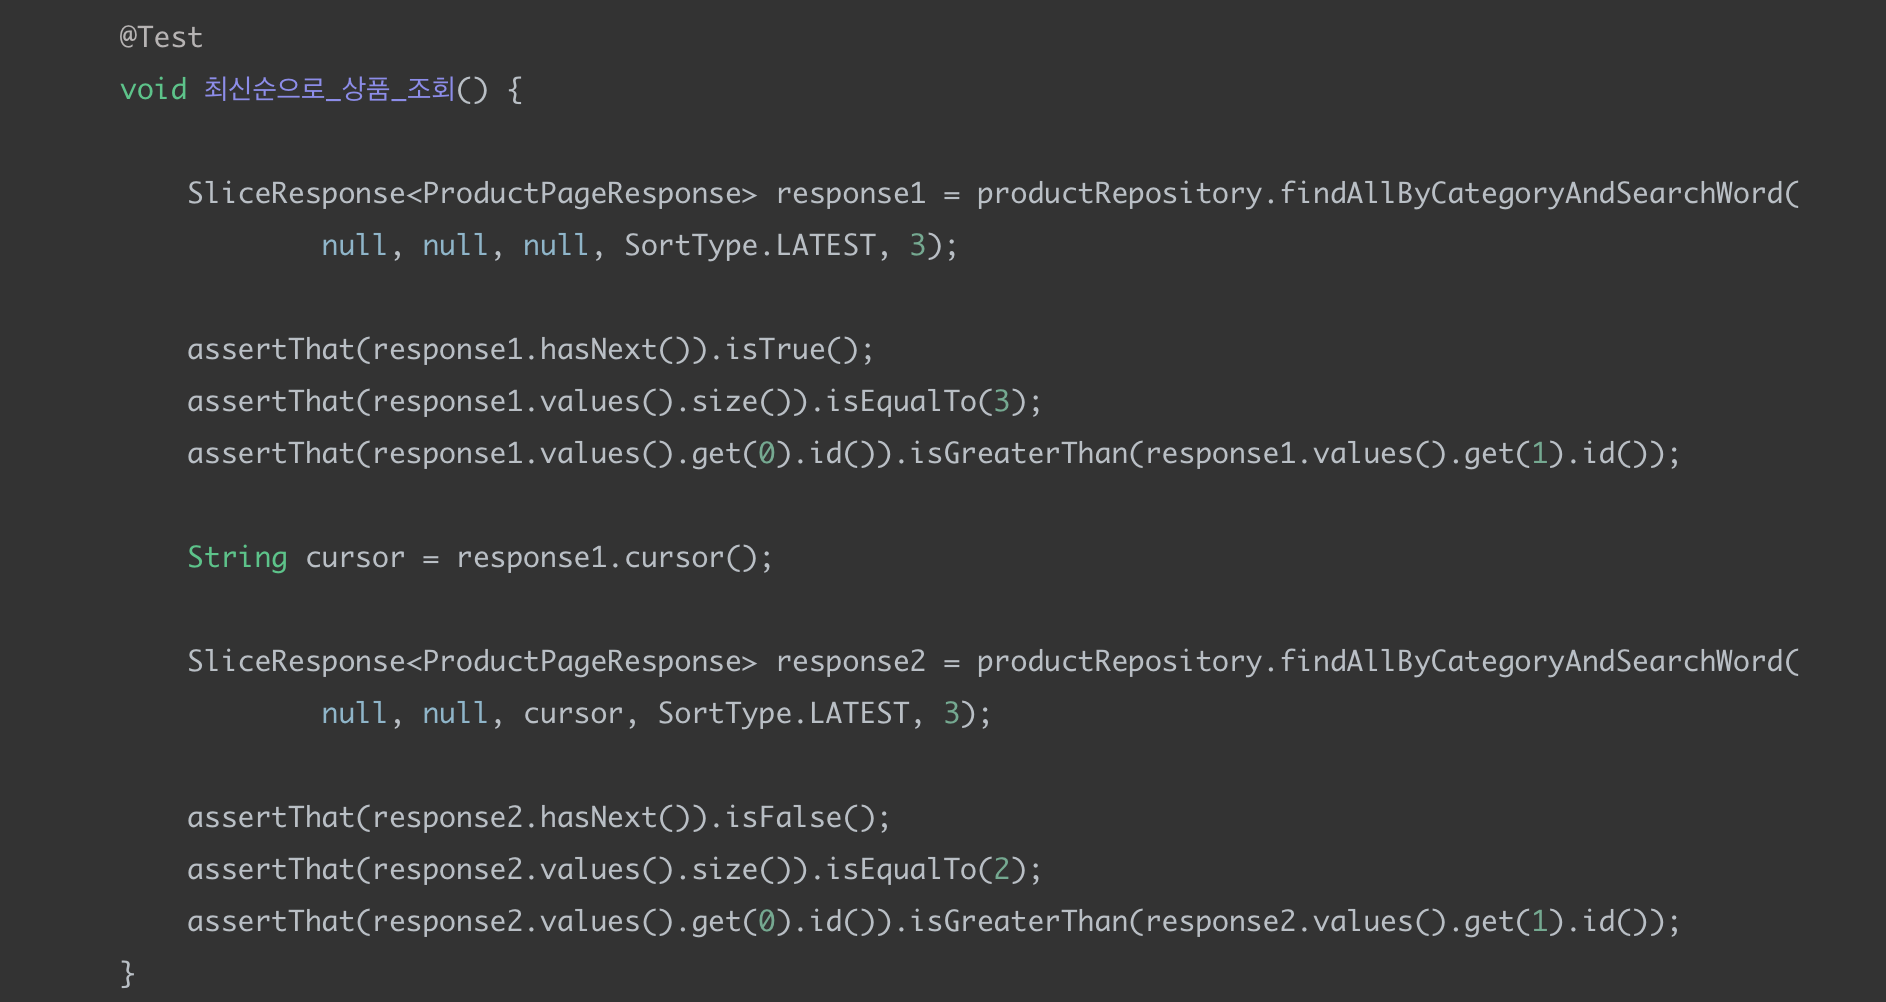 @Test
void 최신순으로_상품_조회() {
SliceResponse<ProductPageResponse> response1 = productRepository.findAllByCategoryAndSearchWord(
null, null, null, SortType.LATEST, 3);
assertThat(response1.hasNext()).isTrue();
assertThat(response1.values().size()).isEqualTo(3);
assertThat(response1.values().get(0).id()).isGreaterThan(response1.values().get(1).id());
String cursor = response1.cursor();
SliceResponse<ProductPageResponse> response2 = productRepository.findAllByCategoryAndSearchWord(
null, null, cursor, SortType.LATEST, 3);
assertThat(response2.hasNext()).isFalse();
assertThat(response2.values().size()).isEqualTo(2);
assertThat(response2.values().get(0).id()).isGreaterThan(response2.values().get(1).id());
}